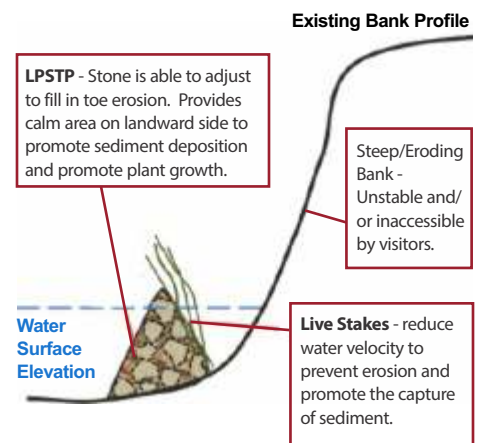 Existing Bank Profile
LPSTP - Stone is able to adjust
to fill in toe erosion. Provides
calm area on landward side to
promote sediment deposition
and promote plant growth.
Steep/Eroding
Bank -
Unstable and/
or inaccessible
by visitors.
Water
Surface
Elevation
Live Stakes - reduce
water velocity to
prevent erosion and
promote the capture
of sediment.